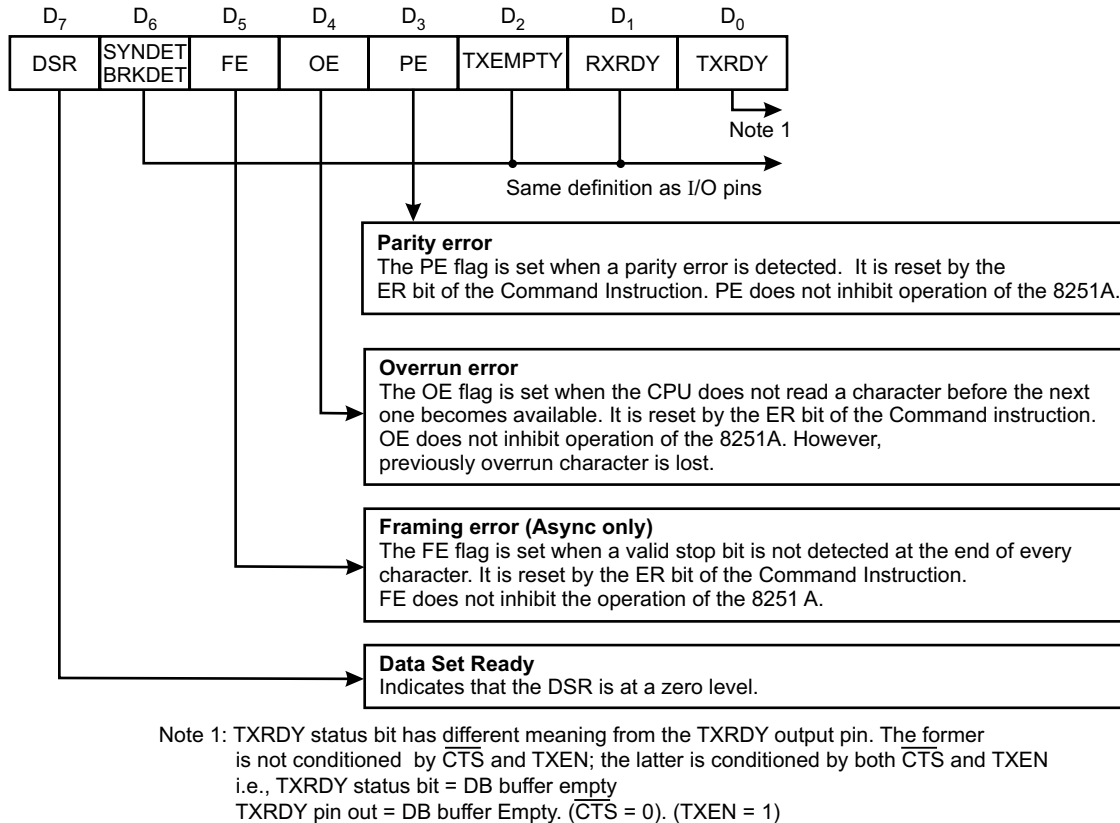 D7 D6 D5 D4 D3 D2 D1 D0
DSR SYNDET BRKDET FE OE PE TXEMPTY RXRDY TXRDY
Note 1
Same definition as I/O pins
Parity error
The PE flag is set when a parity error is detected. It is reset by the
ER bit of the Command Instruction. PE does not inhibit operation of the 8251A.
Overrun error
The OE flag is set when the CPU does not read a character before the next
one becomes available. It is reset by the ER bit of the Command instruction.
OE does not inhibit operation of the 8251A. However,
previously overrun character is lost.
Framing error (Async only)
The FE flag is set when a valid stop bit is not detected at the end of every
character. It is reset by the ER bit of the Command Instruction.
FE does not inhibit the operation of the 8251 A.
Data Set Ready
Indicates that the DSR is at a zero level.
Note 1: TXRDY status bit has different meaning from the TXRDY output pin. The former
is not conditioned by C̅T̅S̅ and TXEN; the latter is conditioned by both C̅T̅S̅ and TXEN
i.e., TXRDY status bit = DB buffer empty
TXRDY pin out = DB buffer Empty. (C̅T̅S̅ = 0). (TXEN = 1)